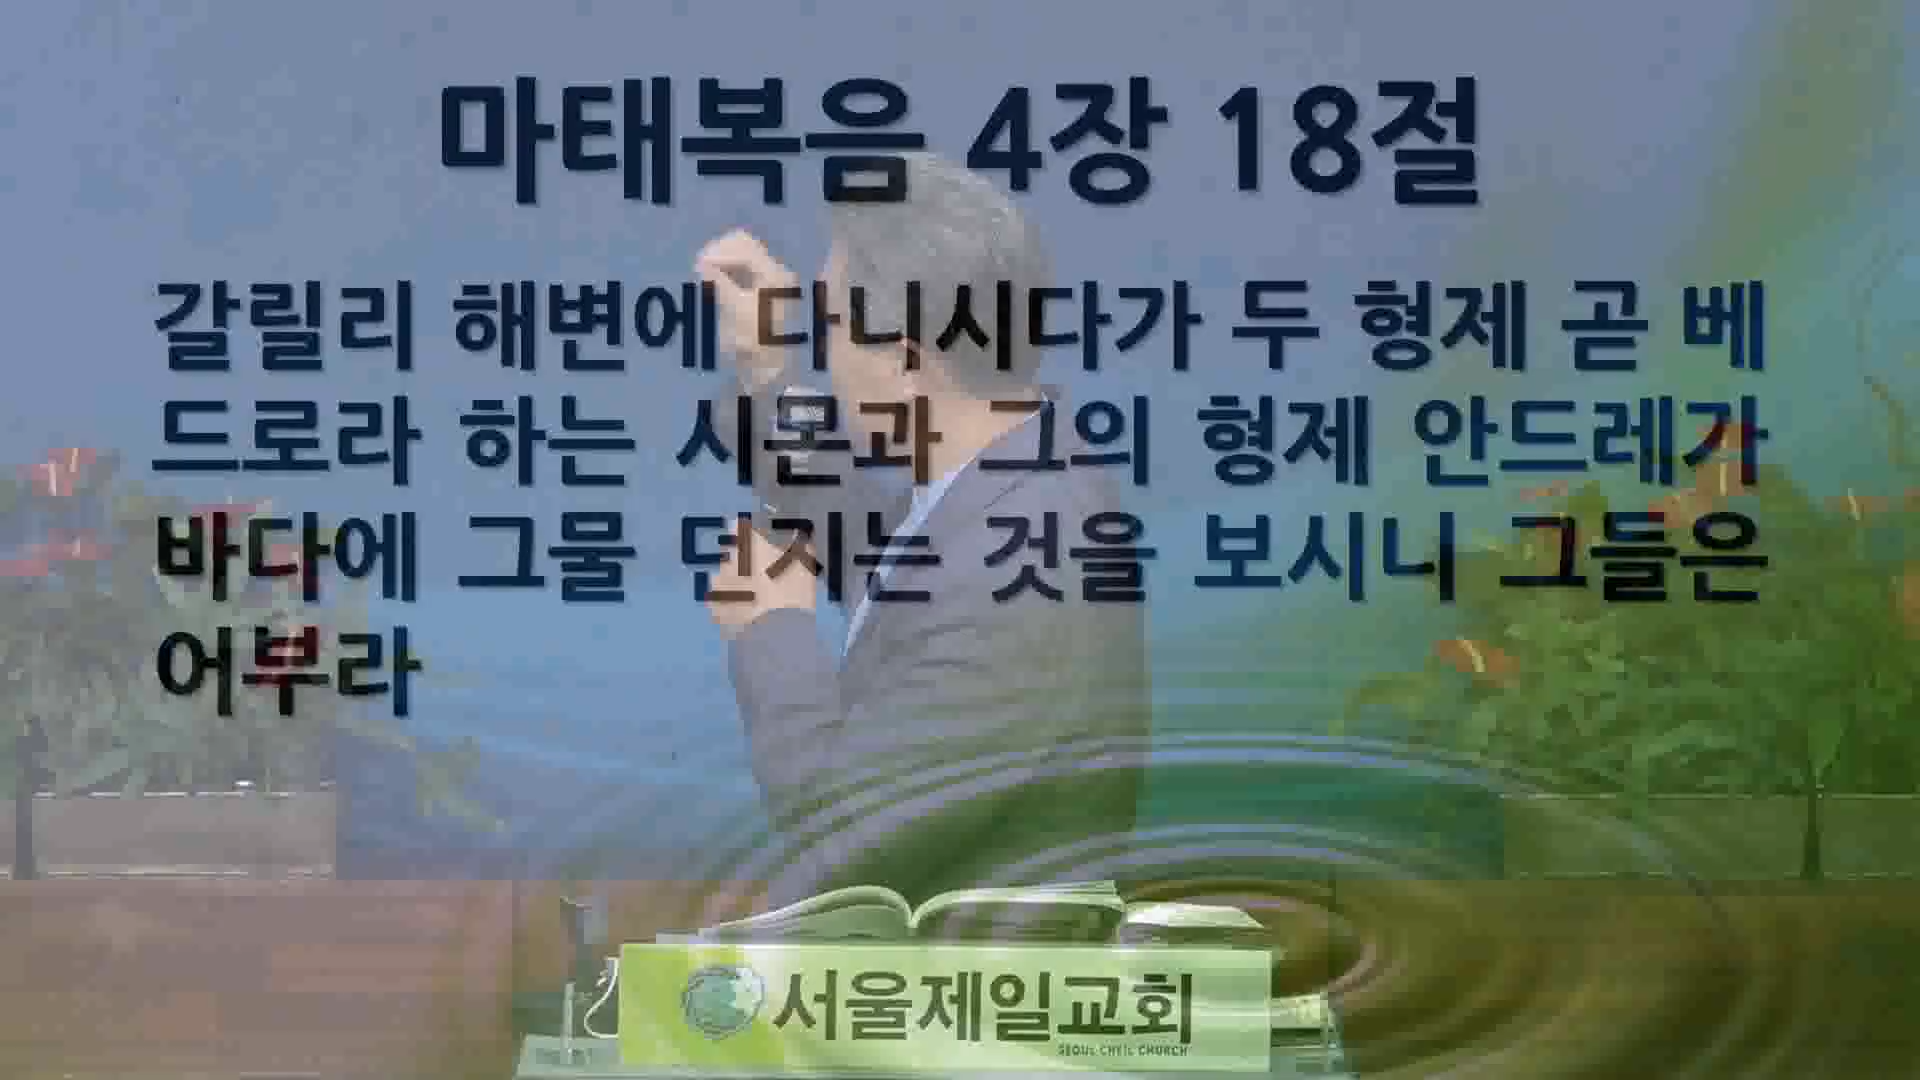 마태복음 4장 18절
갈릴리 해변에 다니시다가 두 형제 곧 베
드로라 하는 시몬과 그의 형제 안드레가
바다에 그물 던지는 것을 보시니 그들은
어부라
서울제일교회
SEOUL CHEIL CHURCH